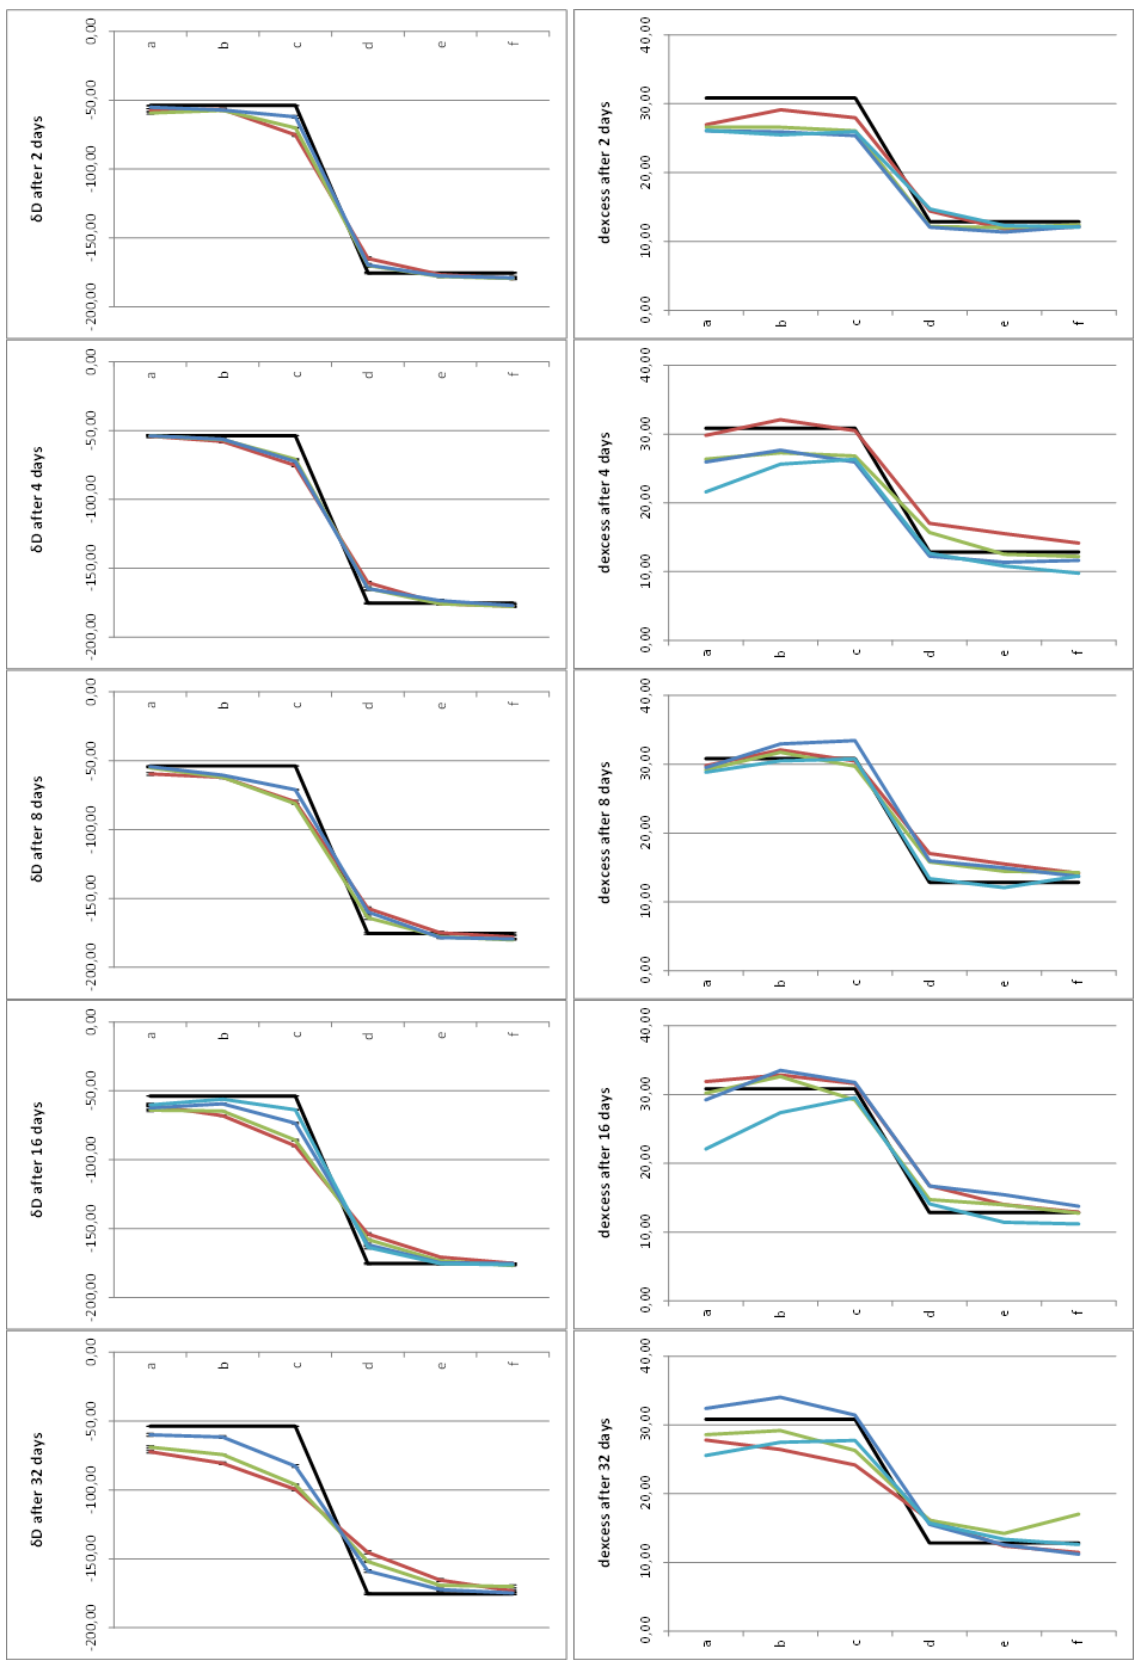 δD after 2 days
0,00
-50,00
-100,00
-150,00
-200,00
a
b
c
d
e
f
dexcess after 2 days
40,00
30,00
20,00
10,00
0,00
a
b
c
d
e
f
δD after 4 days
0,00
-50,00
-100,00
-150,00
-200,00
a
b
c
d
e
f
dexcess after 4 days
40,00
30,00
20,00
10,00
0,00
a
b
c
d
e
f
δD after 8 days
0,00
-50,00
-100,00
-150,00
-200,00
a
b
c
d
e
f
dexcess after 8 days
40,00
30,00
20,00
10,00
0,00
a
b
c
d
e
f
δD after 16 days
0,00
-50,00
-100,00
-150,00
-200,00
a
b
c
d
e
f
dexcess after 16 days
40,00
30,00
20,00
10,00
0,00
a
b
c
d
e
f
δD after 32 days
0,00
-50,00
-100,00
-150,00
-200,00
a
b
c
d
e
f
dexcess after 32 days
40,00
30,00
20,00
10,00
0,00
a
b
c
d
e
f